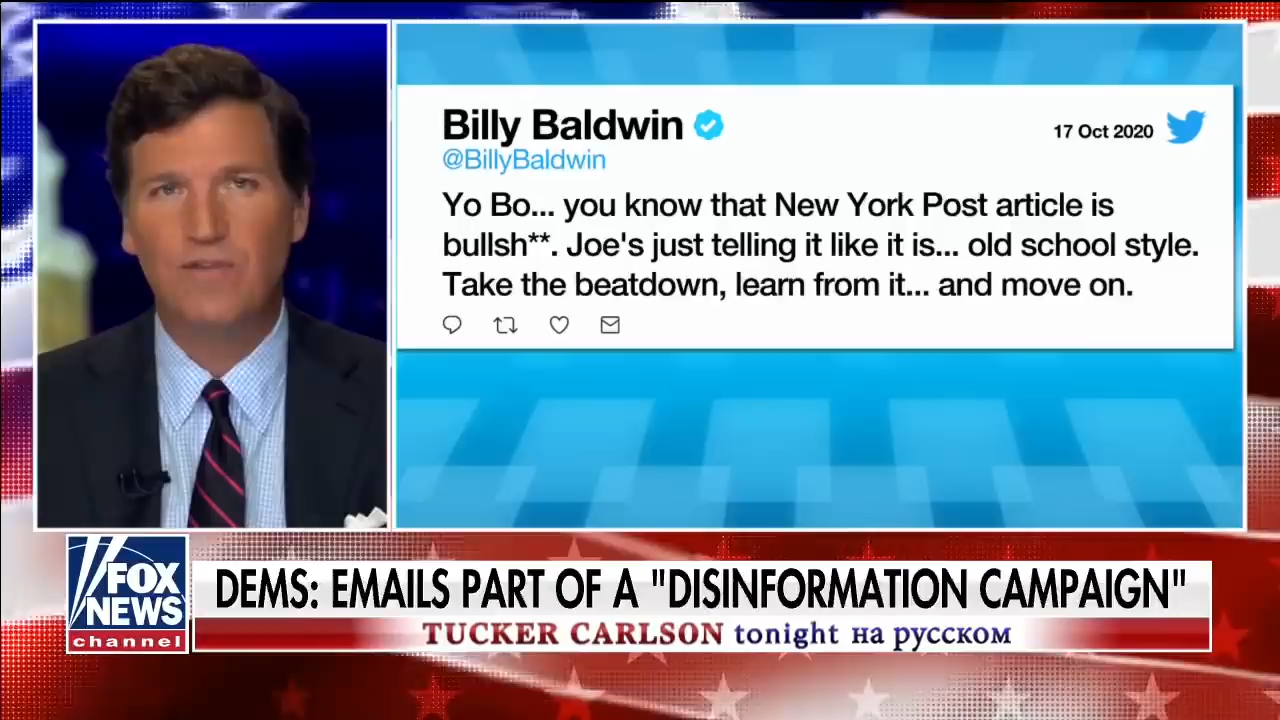 Billy Baldwin
17 Oct 2020
@BillyBaldwin
Yo Bo... you know that New York Post article is
bullsh**. Joe's just telling it like it is... old school style.
Take the beatdown, learn from it... and move on.
FOX
NEWS
channel
DEMS: EMAILS PART OF A "DISINFORMATION CAMPAIGN"
TUCKER CARLSON tonight на русском